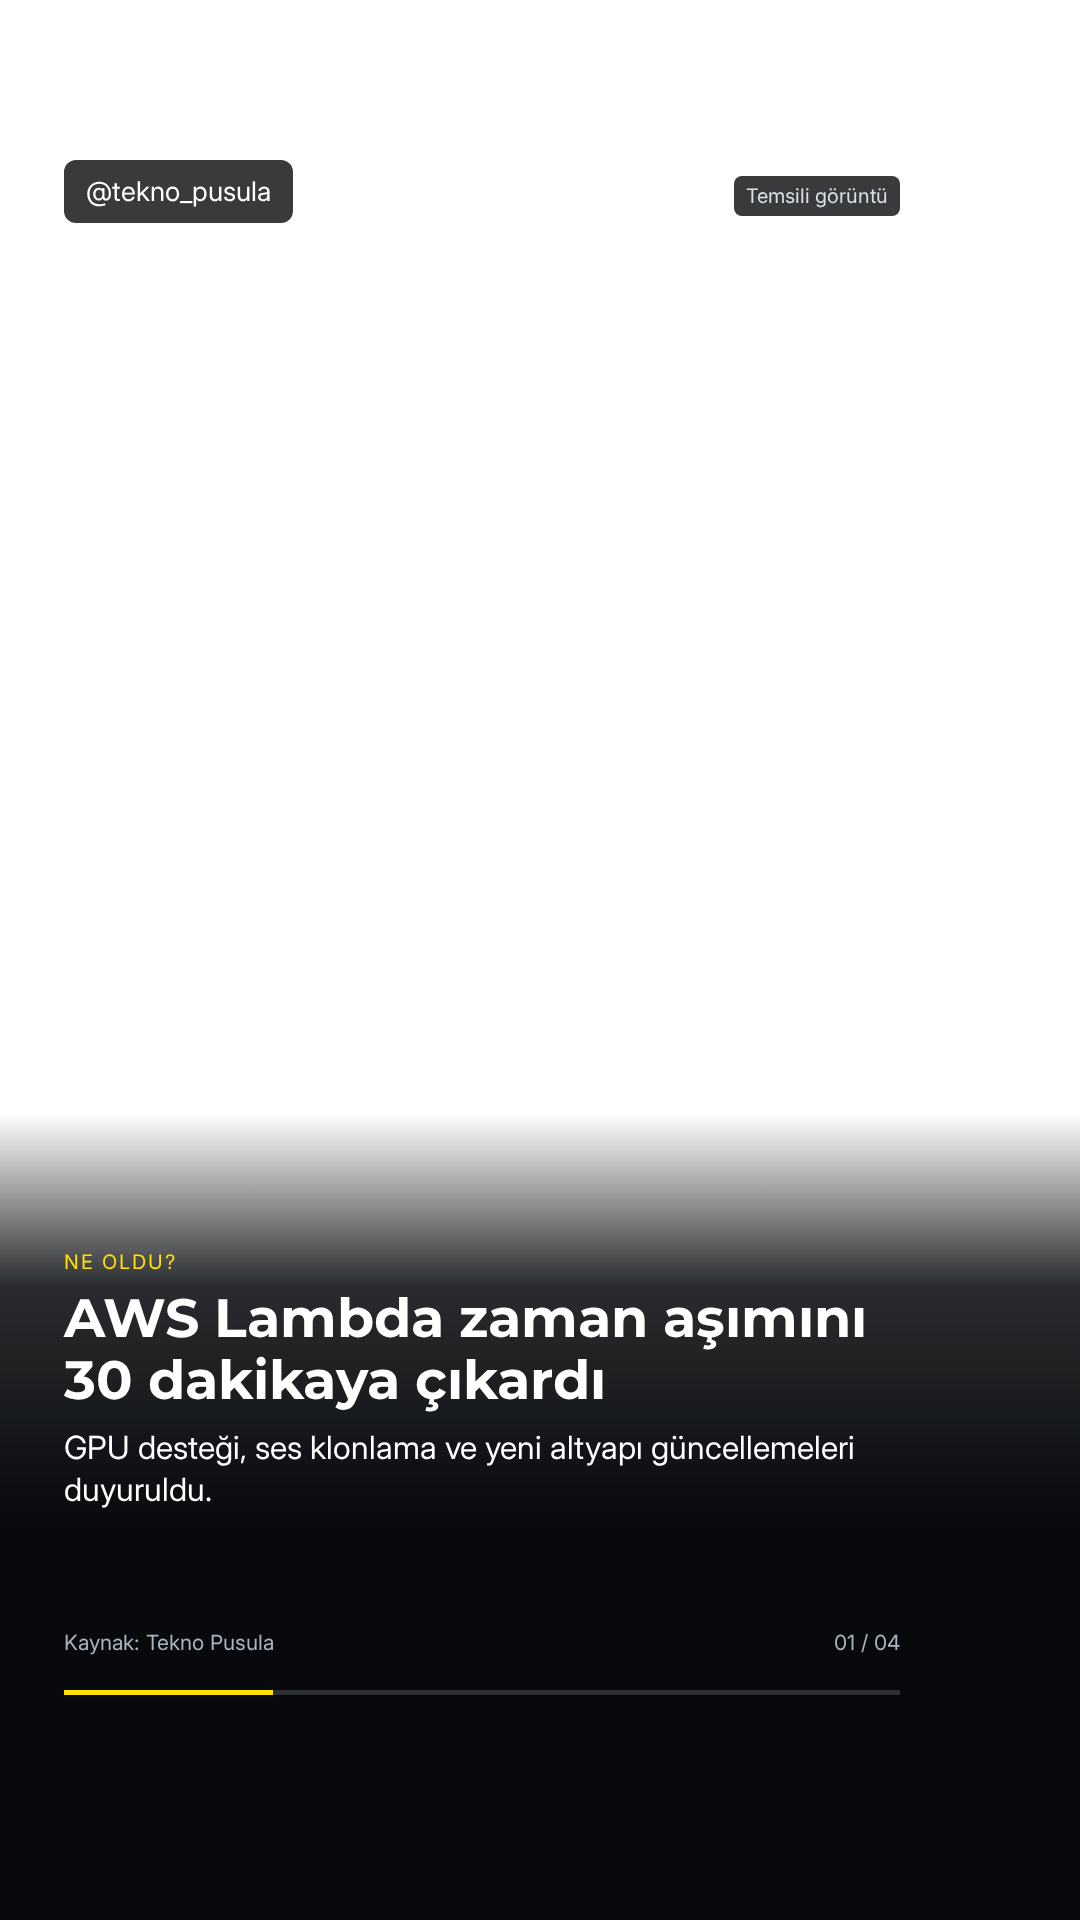 @tekno_pusula
Temsili görüntü
NE OLDU?
AWS Lambda zaman aşımını
30 dakikaya çıkardı
GPU desteği, ses klonlama ve yeni altyapı güncellemeleri
duyuruldu.
Kaynak: Tekno Pusula
01 / 04